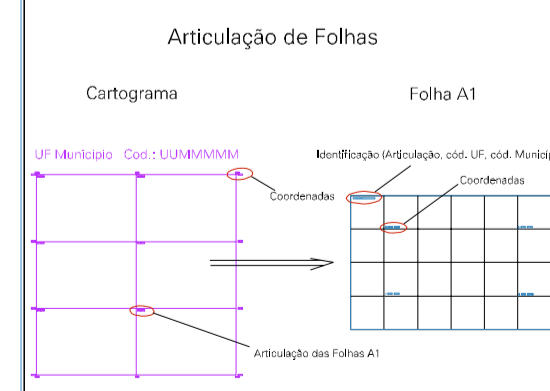 Articulação de Folhas
Cartograma
Folha A1
UF Município Cod.: UUMMMMM
Identificação (Articulação, cód. UF, cód.
Coordenadas
Coordenadas
Articulação das Folhas A1